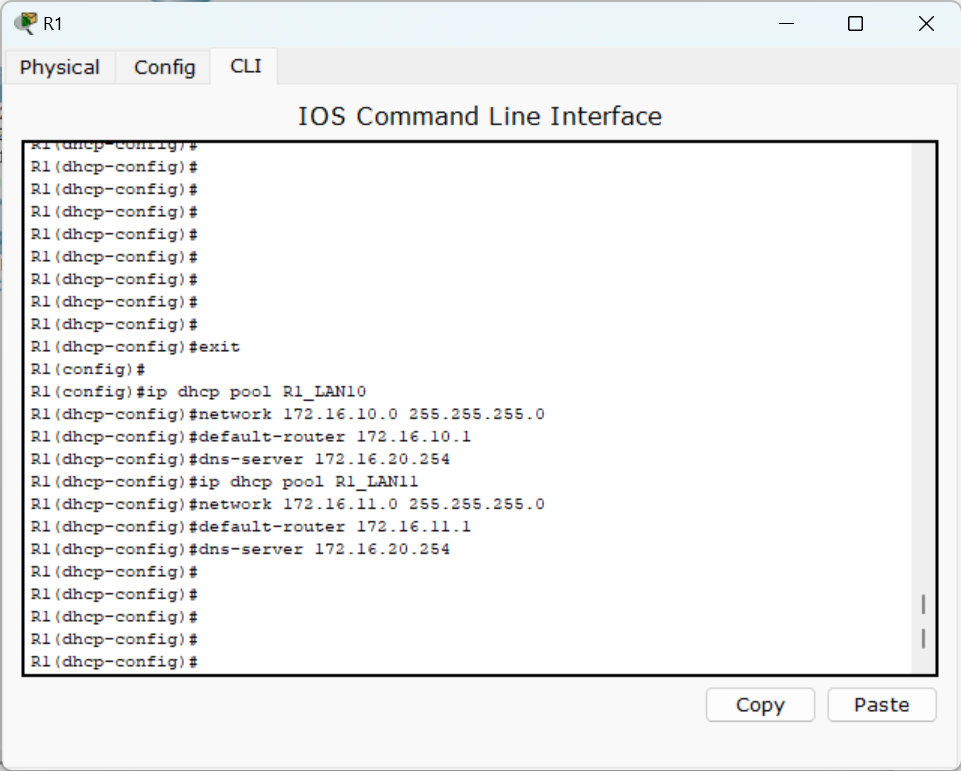 R1
Physical Config CLI
IOS Command Line Interface
R1(dhcp-config)#
R1(dhcp-config)#
R1(dhcp-config)#
R1(dhcp-config)#
R1(dhcp-config)#
R1(dhcp-config)#
R1(dhcp-config)#
R1(dhcp-config)#
R1(dhcp-config)#
R1(dhcp-config)#exit
R1(config)#
R1(config)#ip dhcp pool R1_LAN10
R1(dhcp-config)#network 172.16.10.0 255.255.255.0
R1(dhcp-config)#default-router 172.16.10.1
R1(dhcp-config)#dns-server 172.16.20.254
R1(dhcp-config)#ip dhcp pool R1_LAN11
R1(dhcp-config)#network 172.16.11.0 255.255.255.0
R1(dhcp-config)#default-router 172.16.11.1
R1(dhcp-config)#dns-server 172.16.20.254
R1(dhcp-config)#
R1(dhcp-config)#
R1(dhcp-config)#
R1(dhcp-config)#
R1(dhcp-config)#
Copy Paste